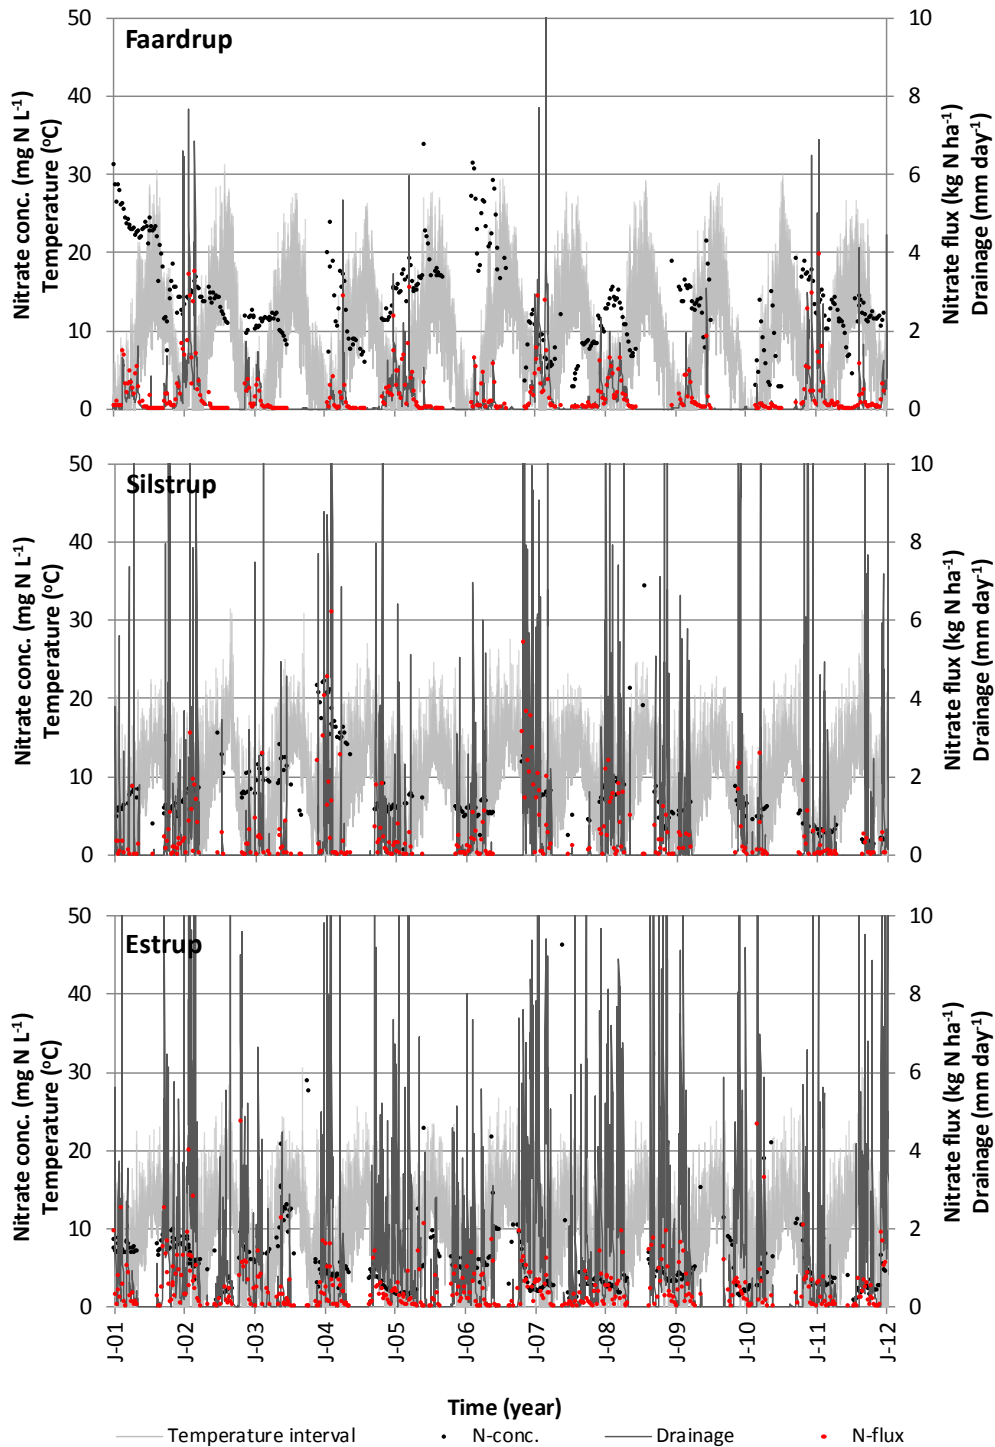 Faardrup
Nitrate conc. (mg N L-1)
Temperature (oC)
50
40
30
20
10
0
10
8
6
4
2
0
Nitrate flux (kg N ha-1)
Drainage (mm day-1)
Silstrup
Nitrate conc. (mg N L-1)
Temperature (oC)
50
40
30
20
10
0
10
8
6
4
2
0
Nitrate flux (kg N ha-1)
Drainage (mm day-1)
Estrup
Nitrate conc. (mg N L-1)
Temperature (oC)
50
40
30
20
10
0
10
8
6
4
2
0
Nitrate flux (kg N ha-1)
Drainage (mm day-1)
J-01 J-02 J-03 J-04 J-05 J-06 J-07 J-08 J-09 J-10 J-11 J-12
Time (year)
Temperature interval N-conc. Drainage N-flux